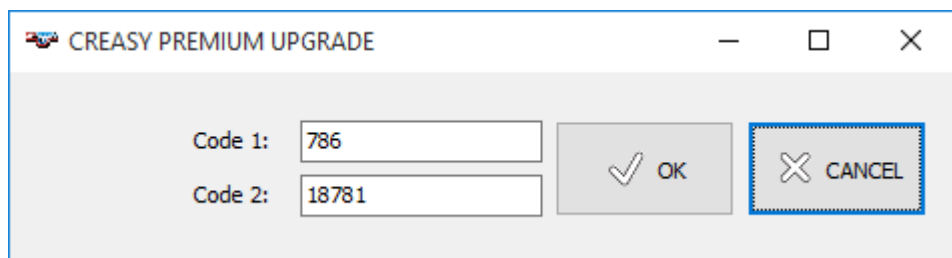 CREASY PREMIUM UPGRADE
Code 1: 786
Code 2: 18781
OK
CANCEL